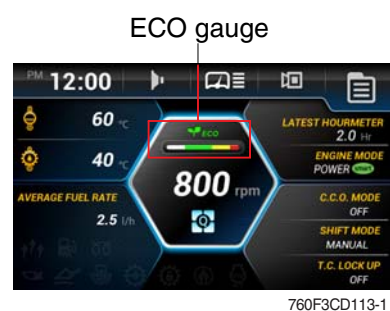 ECO gauge
PM 12:00
60 °C
ECO
LATEST HOURMETER
2.0 Hr
40 °C
ENGINE MODE
POWER smart
800 rpm
AVERAGE FUEL RATE
2.5 l/h
C.C.O. MODE
OFF
Q
SHIFT MODE
MANUAL
T.C. LOCK UP
OFF
760F3CD113-1